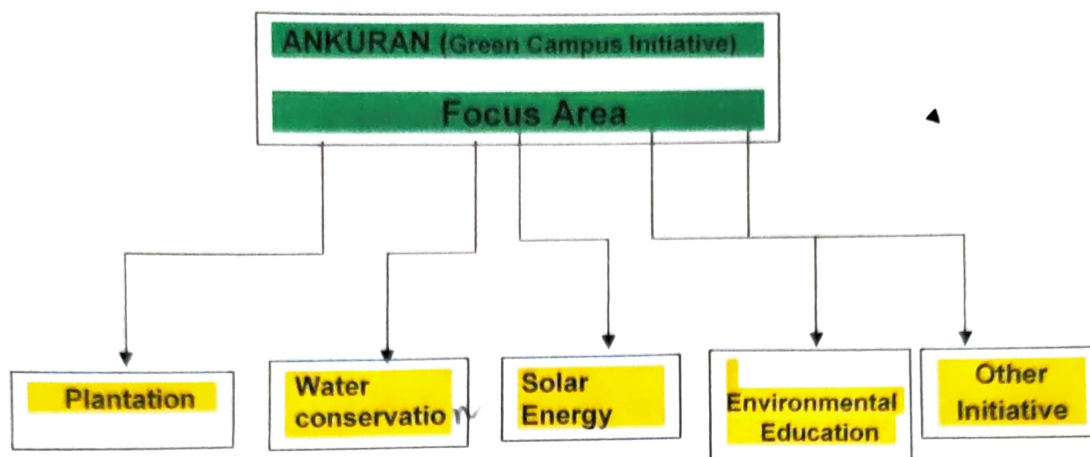 ANKURAN (Green Campus Initiative)
Focus Area
Plantation
Water
conservation
Solar
Energy
Environmental
Education
Other
Initiative